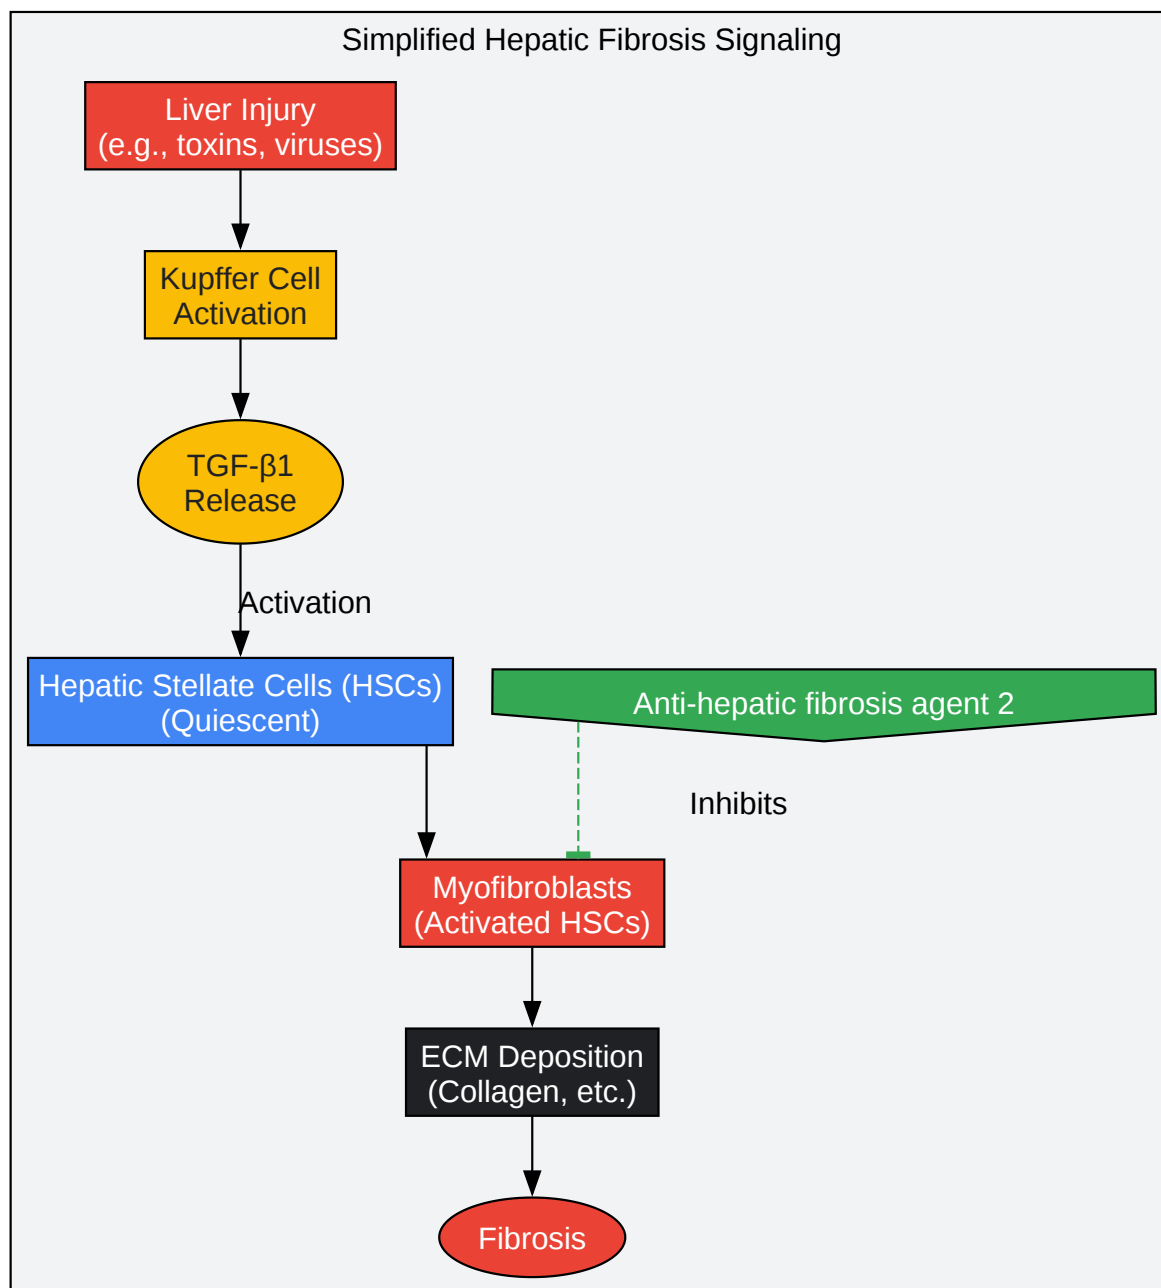 Simplified Hepatic Fibrosis Signaling
Liver Injury
(e.g., toxins, viruses)
Kupffer Cell
Activation
TGF-β1
Release
Activation
Hepatic Stellate Cells (HSCs)
(Quiescent)
Anti-hepatic fibrosis agent 2
Inhibits
Myofibroblasts
(Activated HSCs)
ECM Deposition
(Collagen, etc.)
Fibrosis